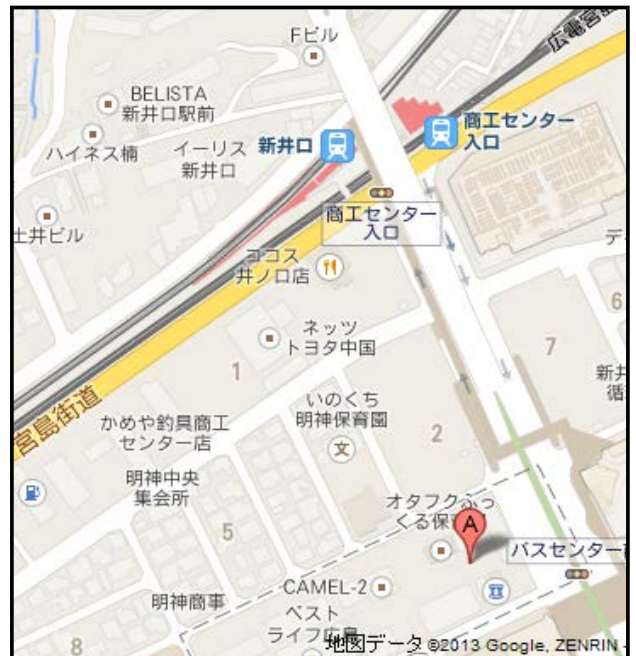 Fビル
広電宮島
BELISTA
新井口駅前
ハイネス楠
イーリス
新井口
新井口
商工センター
入口
商工センター
入口
土井ビル
デ
ココス
井ノ口店
6
ネッツ
トヨタ中国
7
1
新井
循
いのくち
明神保育園
文
宮島街道
かめや釣具商工
センター店
2
明神中央
集会所
オタフクふっ
くる保
A
5
バスセンター
CAMEL-2
明神商事
ベスト
ライフ広島
8
地図データ ©2013 Google, ZENRIN -